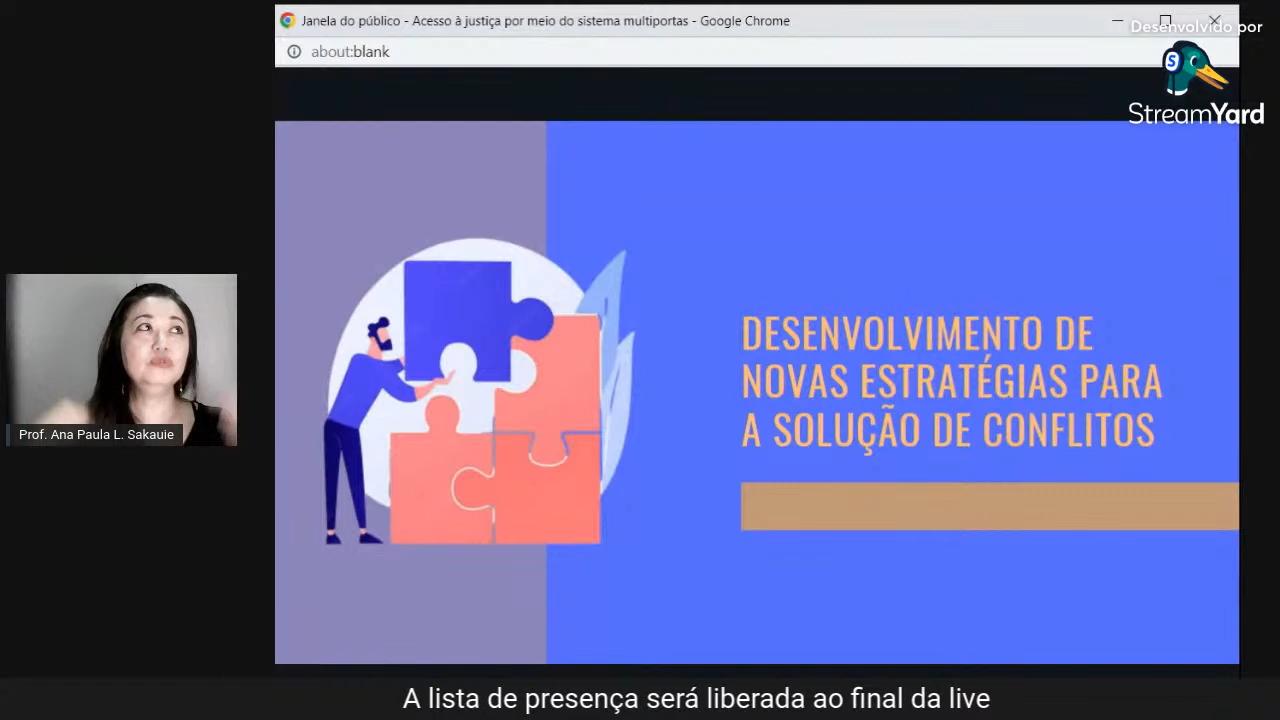 Janela do público - Acesso à justiça por meio do sistema multiportas - Google Chrome
about:blank
Desenvolvido por
S
StreamYard
DESENVOLVIMENTO DE
NOVAS ESTRATÉGIAS PARA
A SOLUÇÃO DE CONFLITOS
Prof. Ana Paula L. Sakauie
A lista de presença será liberada ao final da live